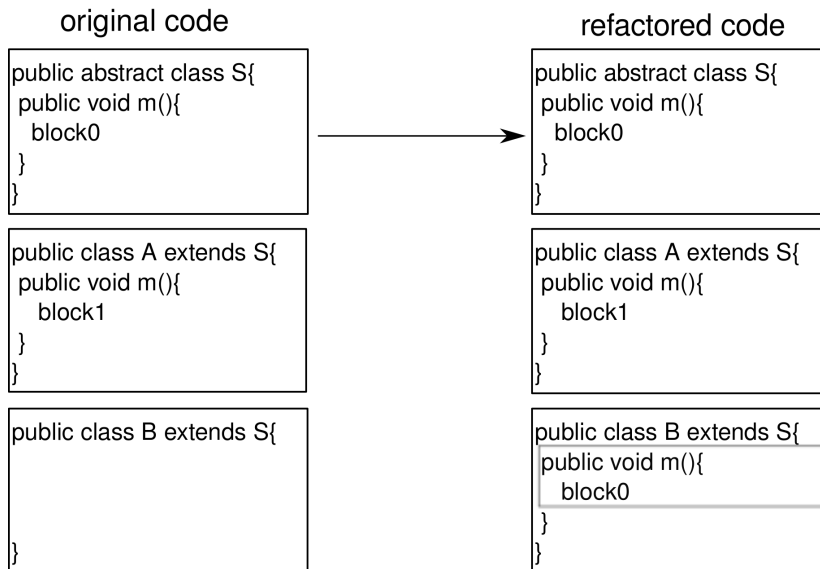 original code
public abstract class S{
public void m(){
block0
}
}
public class A extends S{
public void m(){
block1
}
}
public class B extends S{
}
refactored code
public abstract class S{
public void m(){
block0
}
}
public class A extends S{
public void m(){
block1
}
}
public class B extends S{
public void m(){
block0
}
}